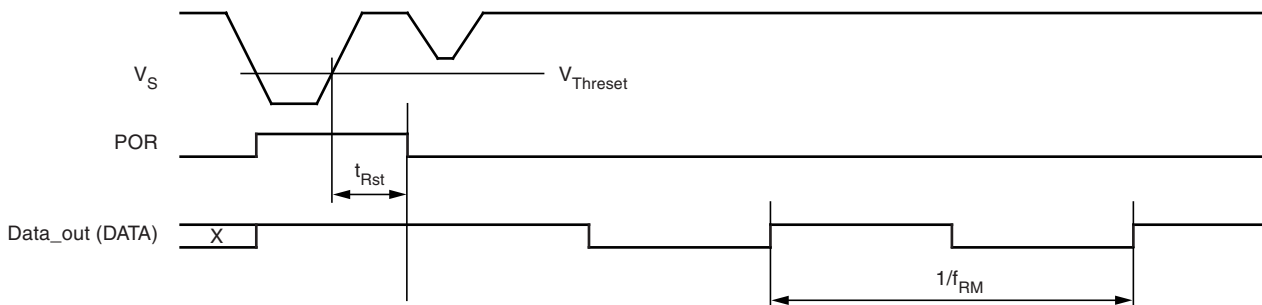 V_S
V_Threset
POR
t_Rst
Data_out (DATA)
X
1/f_RM